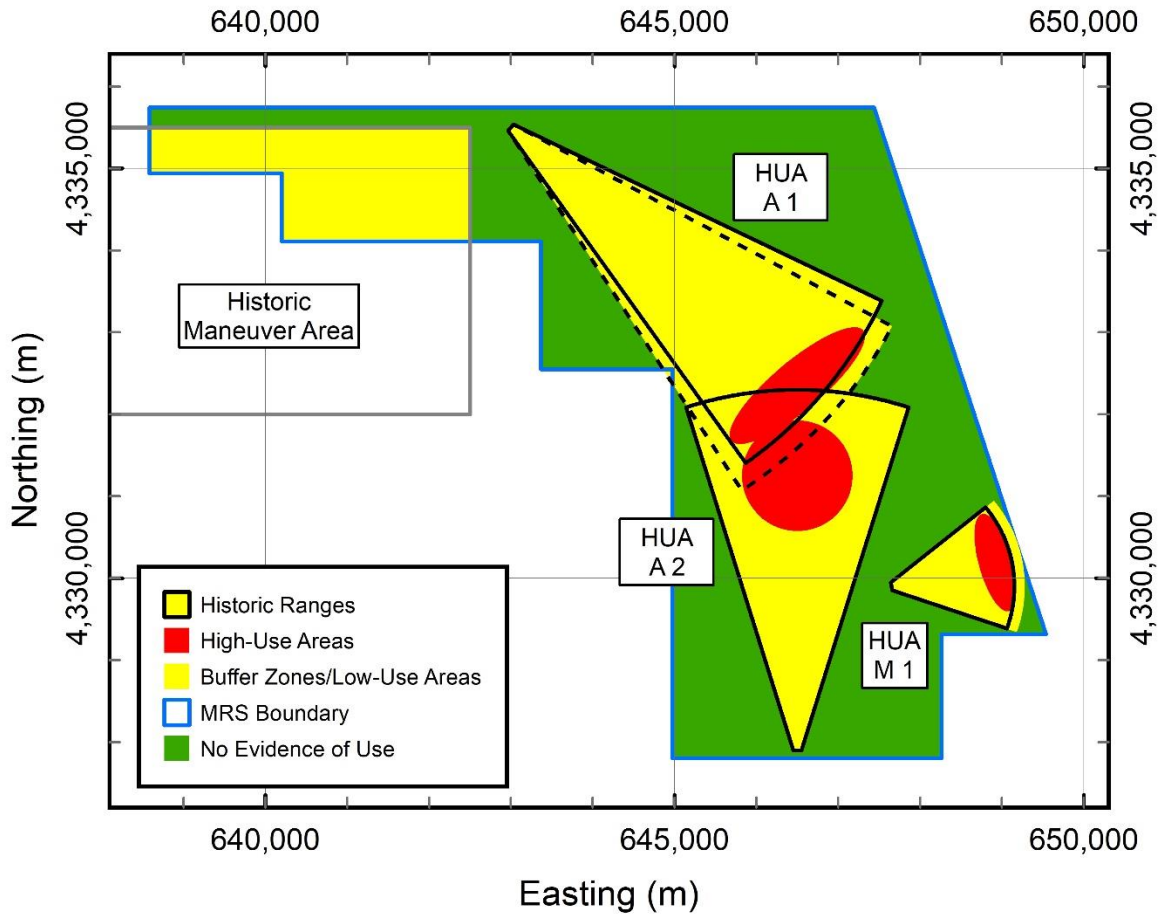 640,000
645,000
650,000
4,335,000
4,335,000
HUA
A 1
Historic
Maneuver Area
Northing (m)
HUA
A 2
4,330,000
4,330,000
HUA
M 1
Historic Ranges
High-Use Areas
Buffer Zones/Low-Use Areas
MRS Boundary
No Evidence of Use
640,000
645,000
650,000
Easting (m)